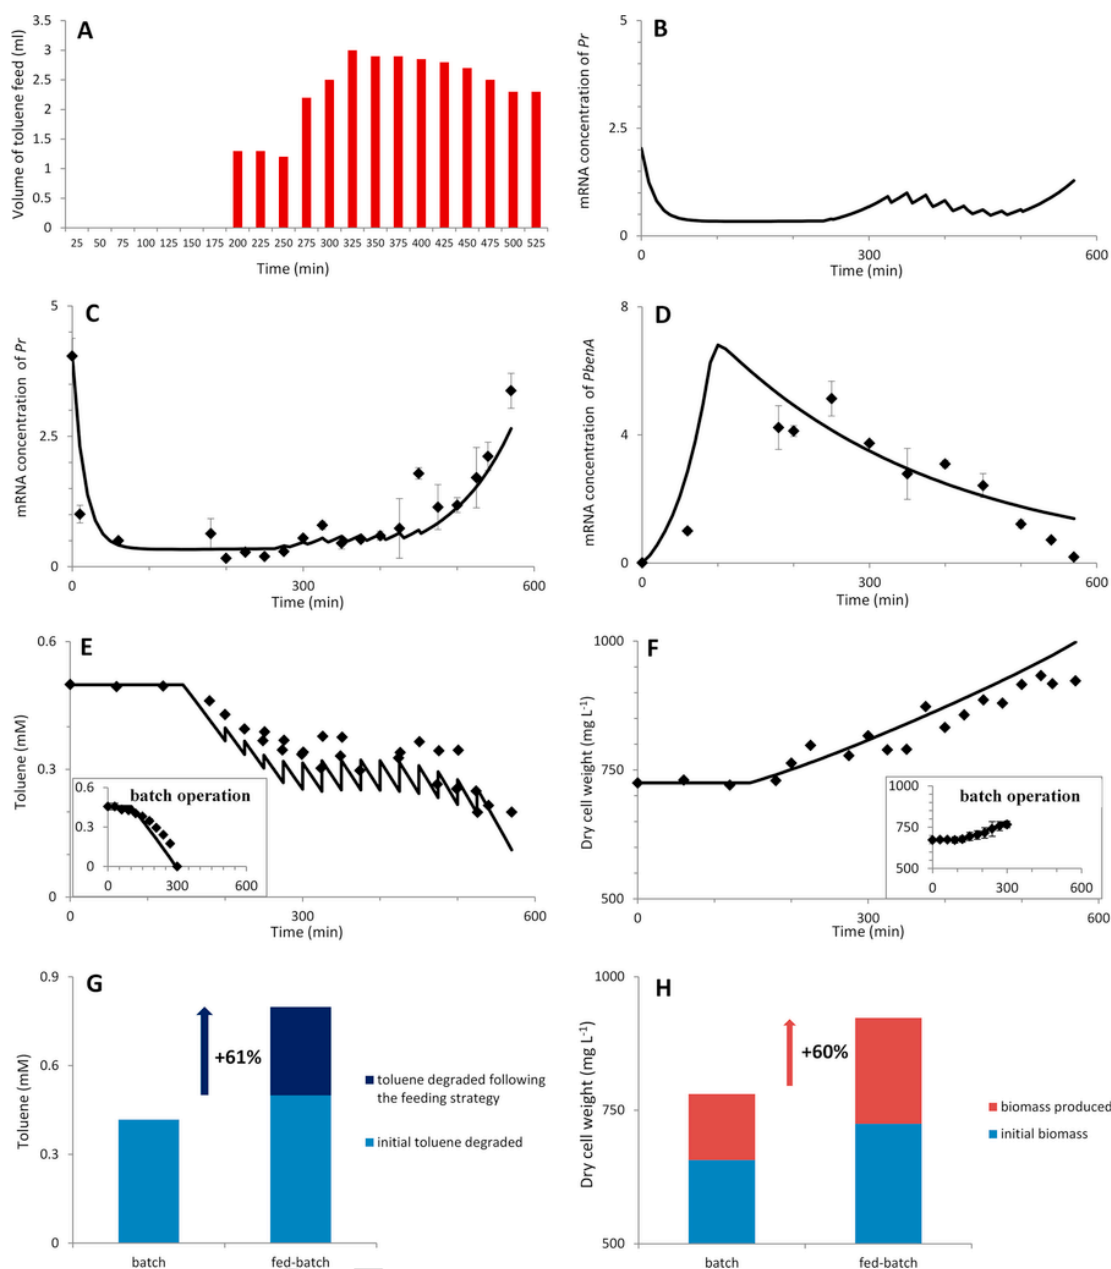 A
Volume of toluene feed (ml)
3.5
3
2.5
2
1.5
1
0.5
0
25 50 75 100 125 150 175 200 225 250 275 300 325 350 375 400 425 450 475 500 525
Time (min)
B
mRNA concentration of Pr
5
2.5
0
0 300 600
Time (min)
C
mRNA concentration of Pr
5
2.5
0
0 300 600
Time (min)
D
mRNA concentration of PbenA
8
4
0
0 300 600
Time (min)
E
Toluene (mM)
0.6
0.3
0
0 300 600
Time (min)
batch operation
0.6
0.3
0
0 300 600
F
Dry cell weight (mg L⁻¹)
1000
750
500
0 300 600
Time (min)
batch operation
1000
750
500
0 300 600
G
Toluene (mM)
0.9
0.6
0.3
0
+61%
batch fed-batch
toluene degraded following
the feeding strategy
initial toluene degraded
H
Dry cell weight (mg L⁻¹)
1000
750
500
+60%
batch fed-batch
biomass produced
initial biomass